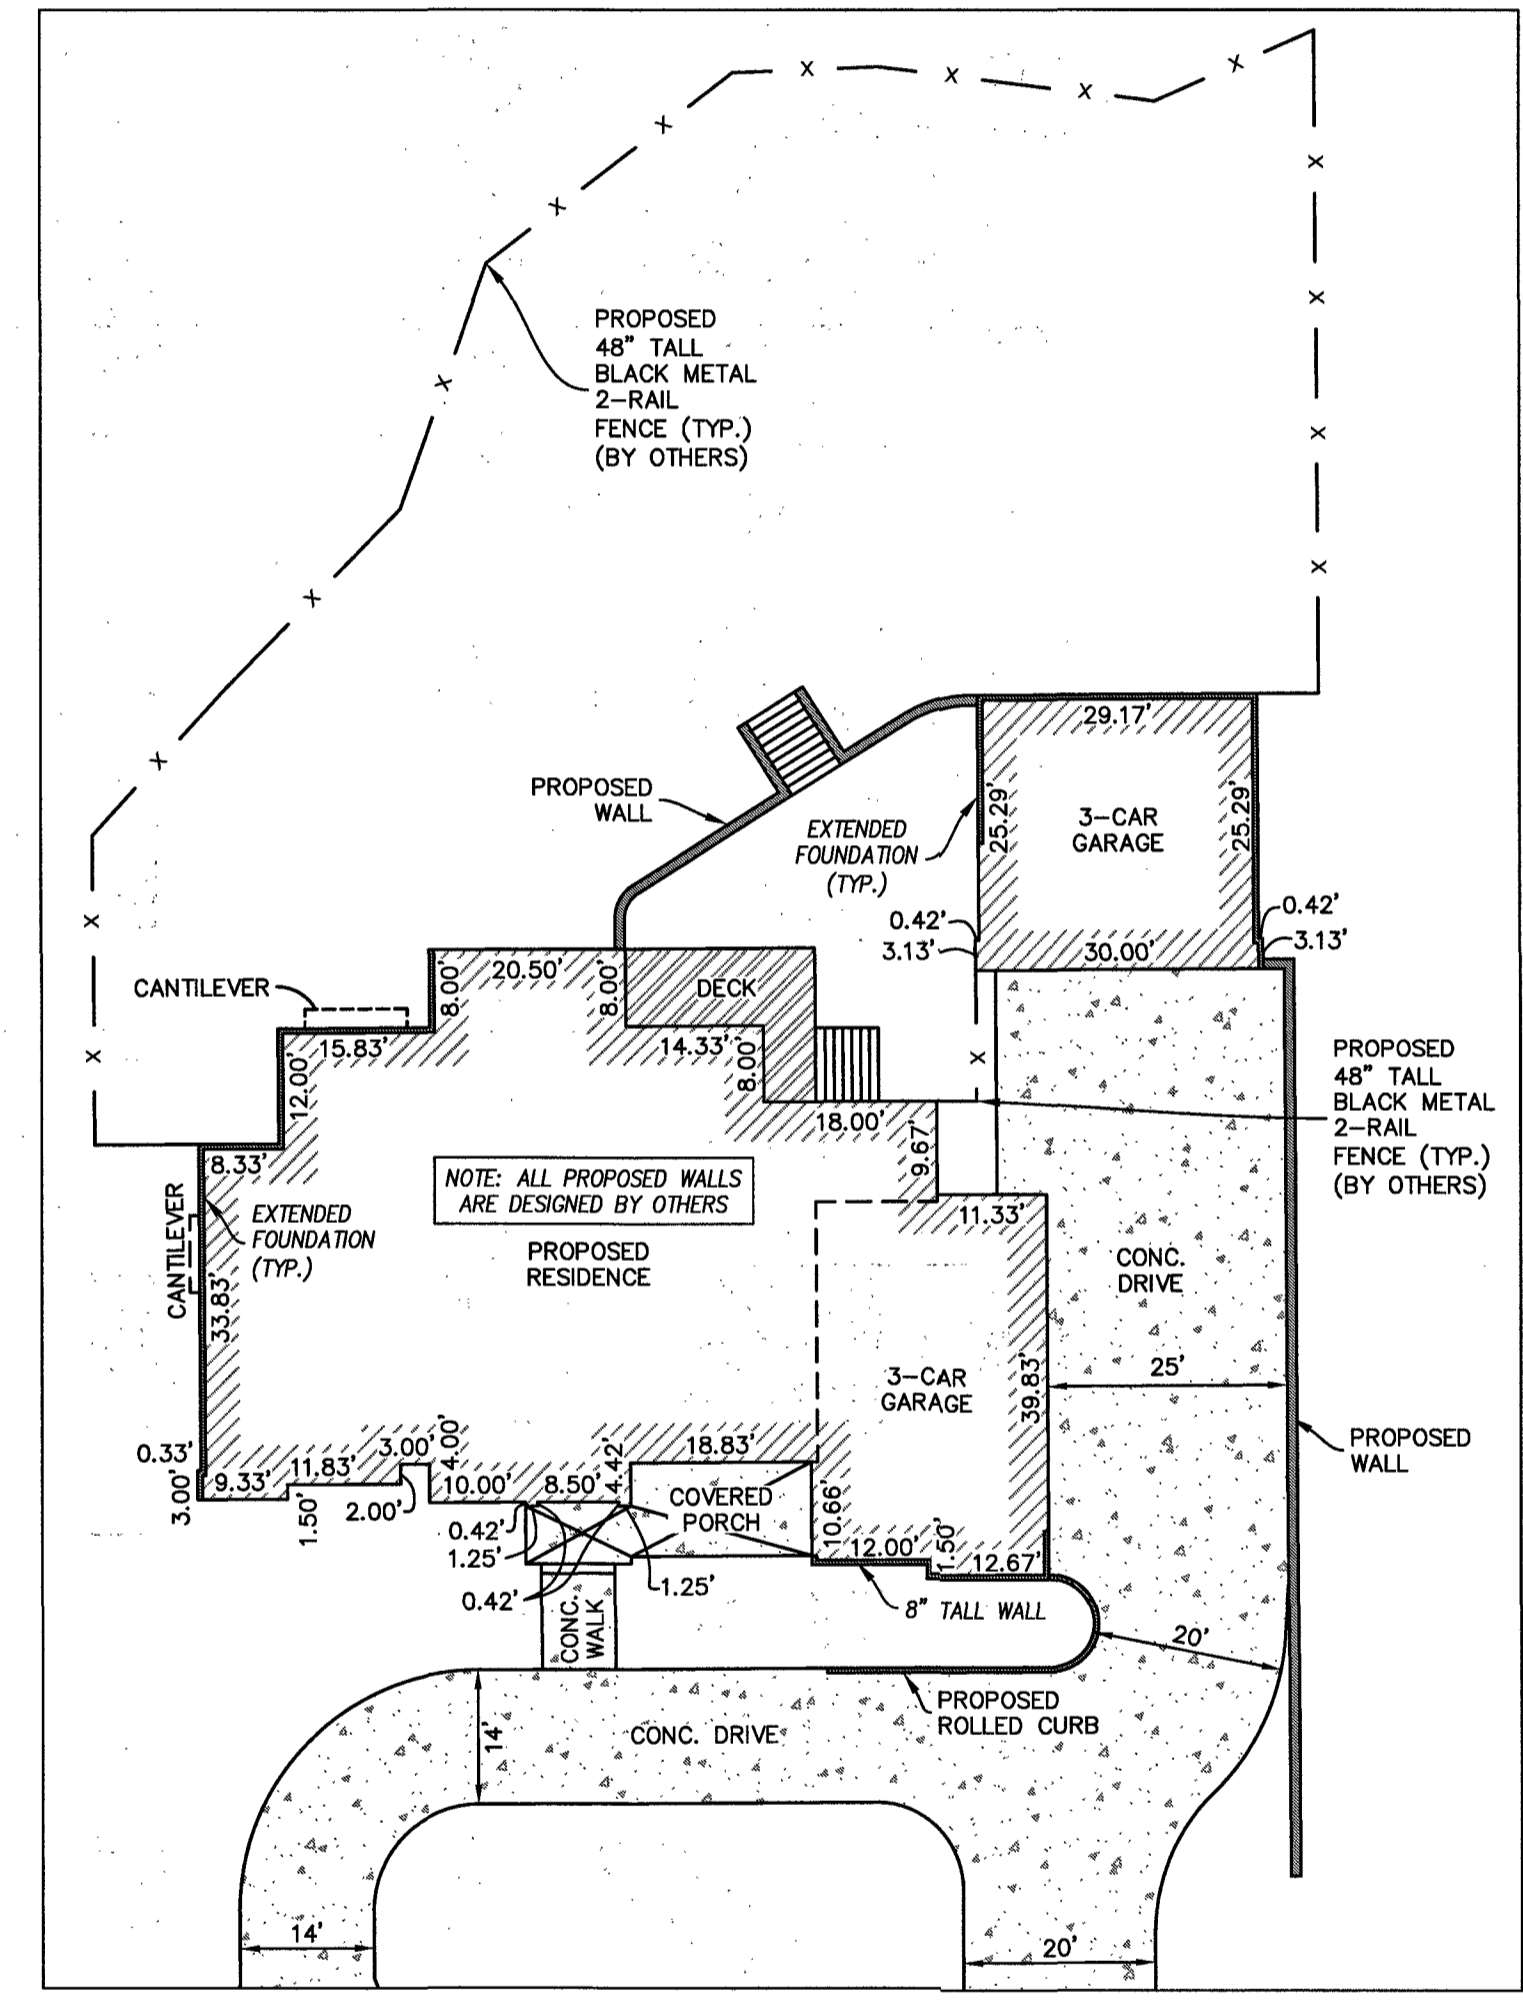 X
X
X
X
X
X
X
PROPOSED
48" TALL
BLACK METAL
2-RAIL
FENCE (TYP.)
(BY OTHERS)
X
X
X
X
X
X
29.17'
PROPOSED
WALL
25.29'
3-CAR
GARAGE
25.29'
EXTENDED
FOUNDATION
(TYP.)
X
0.42'
3.13'
30.00'
0.42'
3.13'
CANTILEVER
8.00'
20.50'
8.00'
DECK
15.83'
14.33'
8.00'
X
X
PROPOSED
48" TALL
BLACK METAL
2-RAIL
FENCE (TYP.)
(BY OTHERS)
12.00'
18.00'
9.67'
8.33'
NOTE: ALL PROPOSED WALLS
ARE DESIGNED BY OTHERS
11.33'
CANTILEVER
EXTENDED
FOUNDATION
(TYP.)
PROPOSED
RESIDENCE
CONC.
DRIVE
33.83'
3-CAR
GARAGE
39.83'
25'
PROPOSED
WALL
0.33'
3.00'
9.33'
11.83'
1.50'
3.00'
2.00'
4.00'
10.00'
8.50'
4.42'
18.83'
COVERED
PORCH
10.66'
12.00'
1.50'
12.67'
0.42'
1.25'
0.42'
1.25'
8" TALL WALL
CONC.
WALK
20'
PROPOSED
ROLLED CURB
14'
CONC. DRIVE
14'
20'